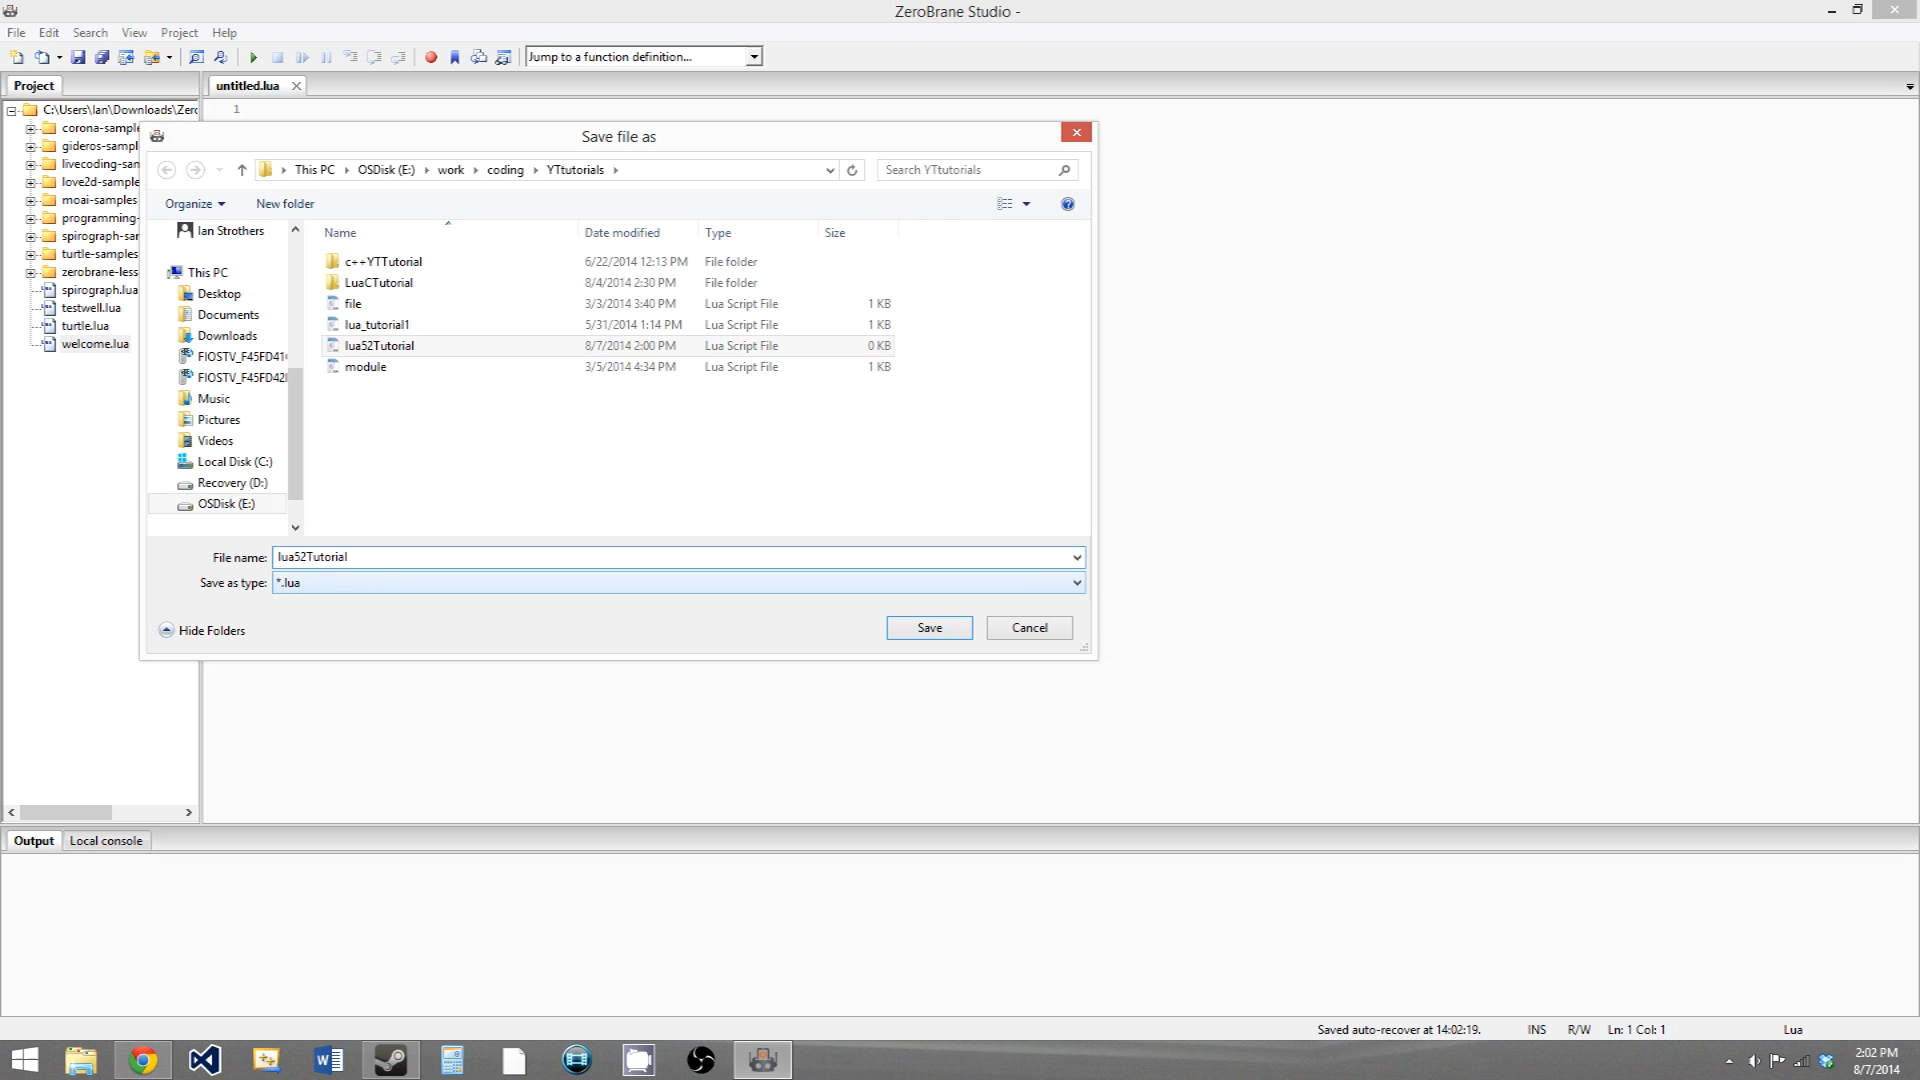 ZeroBrane Studio -
File Edit Search View Project Help
Jump to a function definition...
Project
untitled.lua
C:\Users\Ian\Downloads\Zer
1
corona-sample
gideros-sampl
livecoding-san
love2d-sample
moai-samples
programming-
spirograph-sar
turtle-samples
zerobrane-less
spirograph.lua
testwell.lua
turtle.lua
welcome.lua
Save file as
This PC OSDisk (E:) work coding YTtutorials
Search YTtutorials
Organize New folder
Ian Strothers
This PC
Desktop
Documents
Downloads
FIOSTV_F45FD41
FIOSTV_F45FD42
Music
Pictures
Videos
Local Disk (C:)
Recovery (D:)
OSDisk (E:)
Name Date modified Type Size
c++YTTutorial 6/22/2014 12:13 PM File folder
LuaCTutorial 8/4/2014 2:30 PM File folder
file 3/3/2014 3:40 PM Lua Script File 1 KB
lua_tutorial1 5/31/2014 1:14 PM Lua Script File 1 KB
lua52Tutorial 8/7/2014 2:00 PM Lua Script File 0 KB
module 3/5/2014 4:34 PM Lua Script File 1 KB
File name: lua52Tutorial
Save as type: *.lua
Hide Folders
Save Cancel
Output Local console
Saved auto-recover at 14:02:19. INS R/W Ln: 1 Col: 1 Lua
2:02 PM
8/7/2014